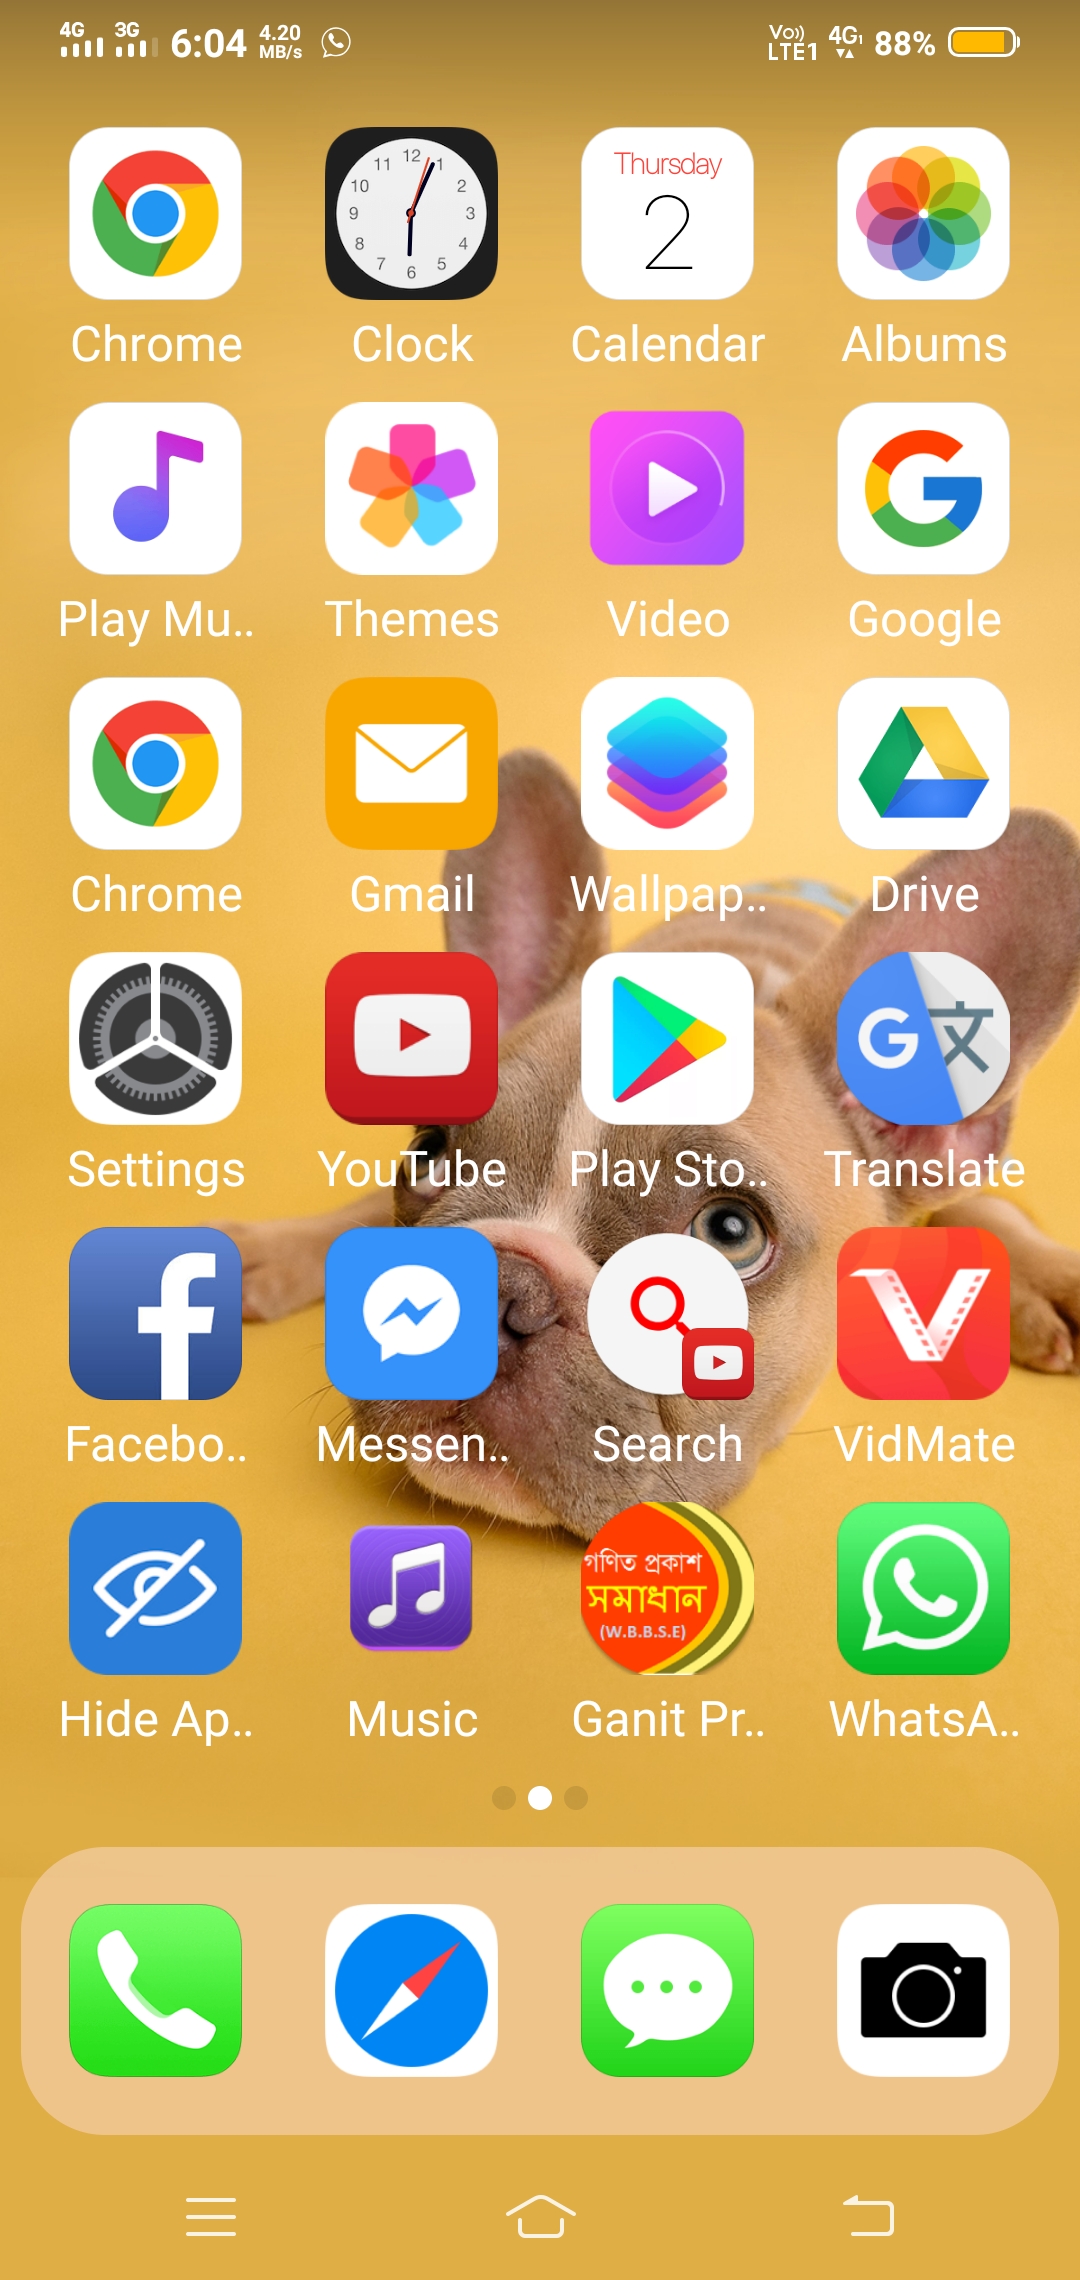 4G 3G 6:04 4.20 MB/s Vo)) LTE1 4G1 88%
12
11 1
10 2
9 3
8 4
7 5
6
Thursday
2
Chrome Clock Calendar Albums
Play Mu.. Themes Video Google
Chrome Gmail Wallpap.. Drive
G 文
Settings YouTube Play Sto.. Translate
Facebo.. Messen.. Search VidMate
গণিত প্রকাশ
সমাধান
(W.B.B.S.E)
Hide Ap.. Music Ganit Pr.. WhatsA..